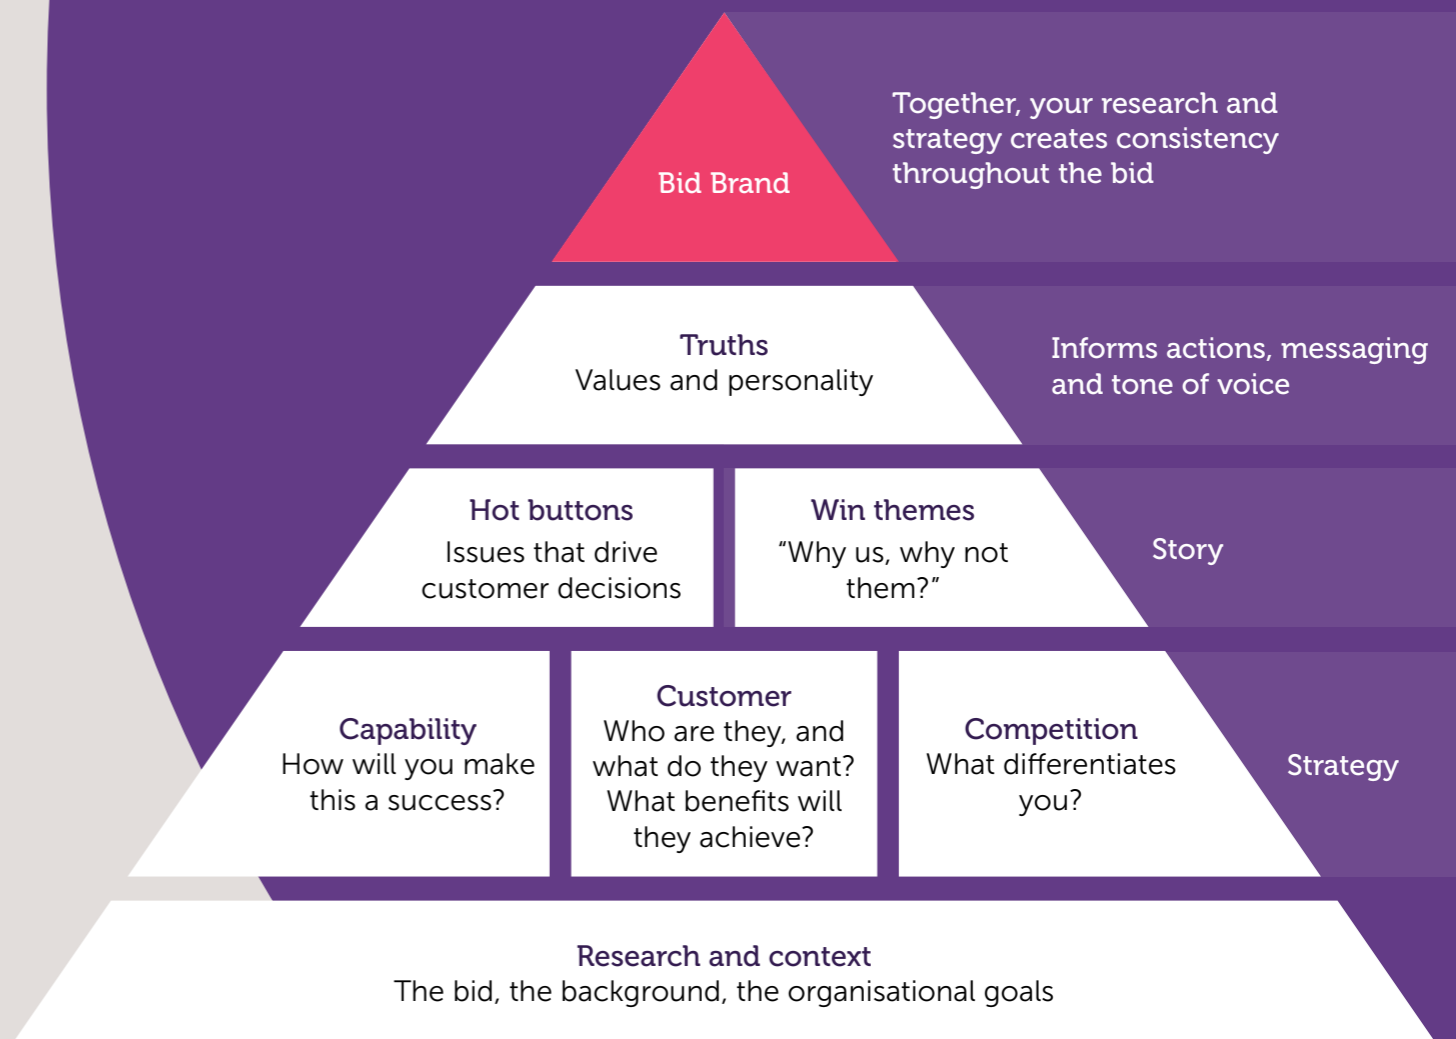 Bid Brand
Together, your research and
strategy creates consistency
throughout the bid
Truths
Values and personality
Informs actions, messaging
and tone of voice
Hot buttons
Issues that drive
customer decisions
Win themes
“Why us, why not
them?”
Story
Capability
How will you make
this a success?
Customer
Who are they, and
what do they want?
What benefits will
they achieve?
Competition
What differentiates
you?
Strategy
Research and context
The bid, the background, the organisational goals